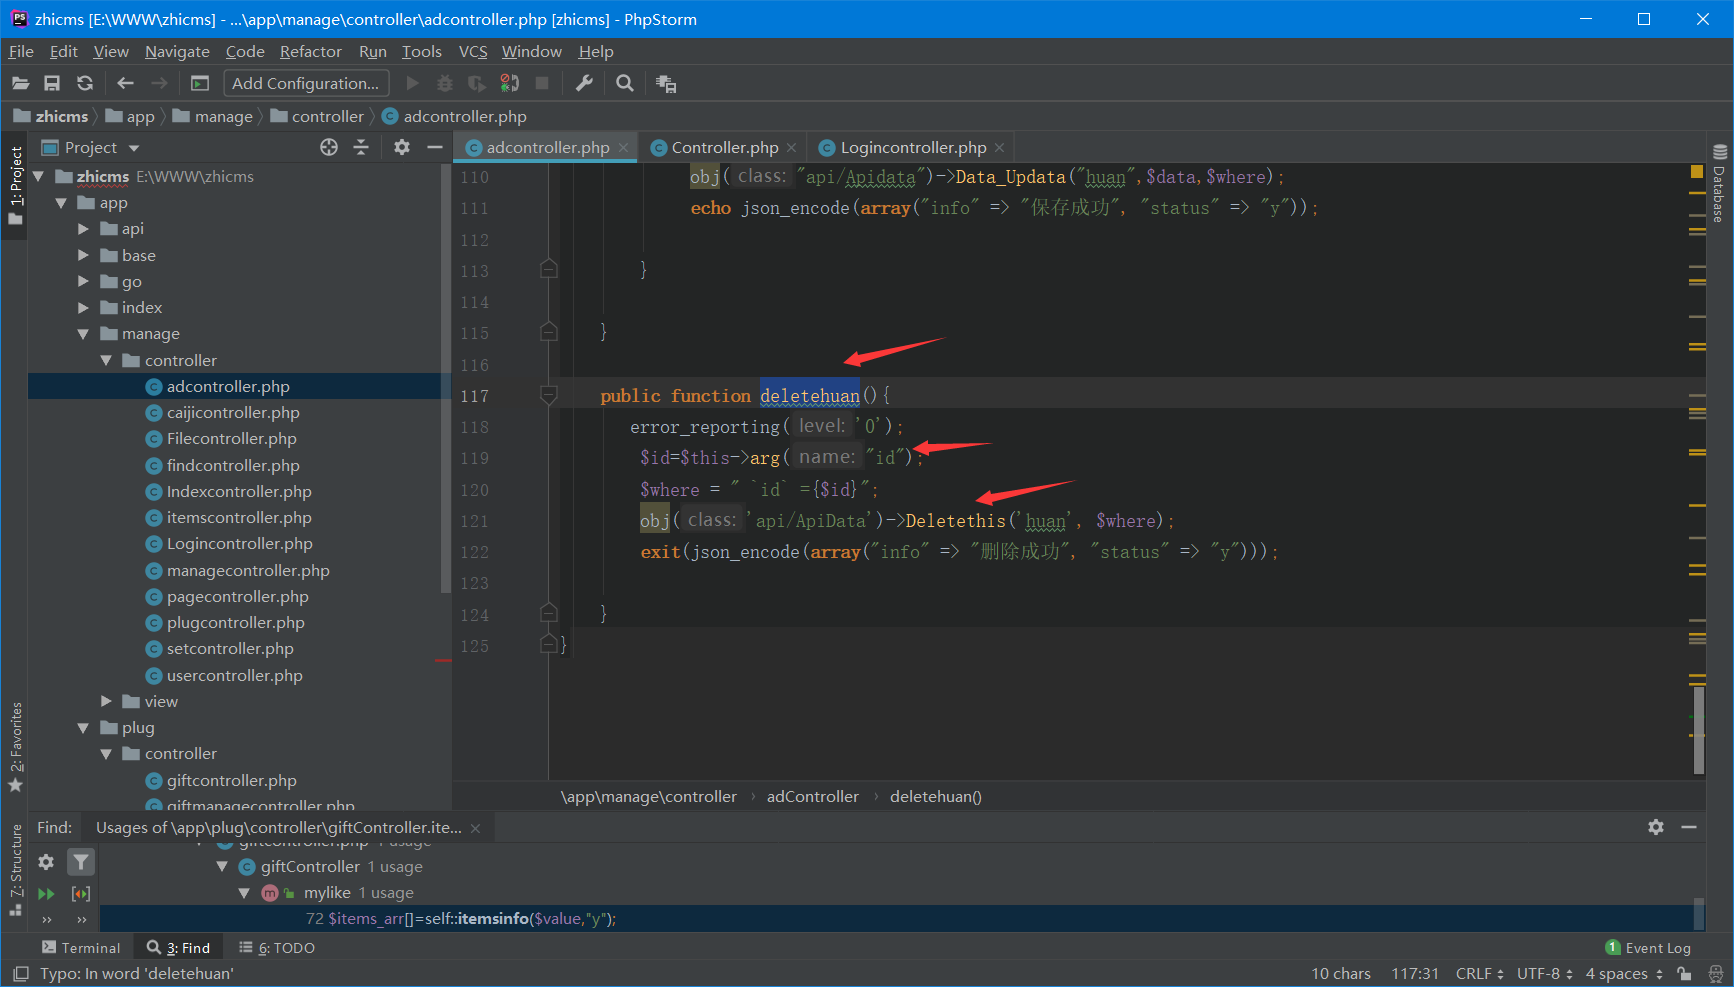 zhicms [E:\WWW\zhicms] - ...\app\manage\controller\adcontroller.php [zhicms] - PhpStorm
File Edit View Navigate Code Refactor Run Tools VCS Window Help
Add Configuration...
zhicms app manage controller adcontroller.php
1: Project
Project
zhicms E:\WWW\zhicms
app
api
base
go
index
manage
controller
adcontroller.php
caijicontroller.php
Filecontroller.php
findcontroller.php
Indexcontroller.php
itemscontroller.php
Logincontroller.php
managecontroller.php
pagecontroller.php
plugcontroller.php
setcontroller.php
usercontroller.php
view
plug
controller
giftcontroller.php
giftmanagecontroller.php
adcontroller.php Controller.php Logincontroller.php
110 obj( class: "api/Apidata")->Data_Updata("huan",$data,$where);
111 echo json_encode(array("info" => "保存成功", "status" => "y"));
112
113 }
114
115 }
116
117 public function deletehuan(){
118 error_reporting( level: '0');
119 $id=$this->arg( name: "id");
120 $where = " `id` ={$id}";
121 obj( class: 'api/ApiData')->Deletethis('huan', $where);
122 exit(json_encode(array("info" => "删除成功", "status" => "y")));
123
124 }
125 }
\app\manage\controller › adController › deletehuan()
Database
2: Favorites
Z: Structure
Find: Usages of \app\plug\controller\giftController.ite...
giftcontroller.php 1 usage
giftController 1 usage
mylike 1 usage
72 $items_arr[]=self::itemsinfo($value,"y");
Terminal 3: Find 6: TODO 1 Event Log
Typo: In word 'deletehuan' 10 chars 117:31 CRLF UTF-8 4 spaces